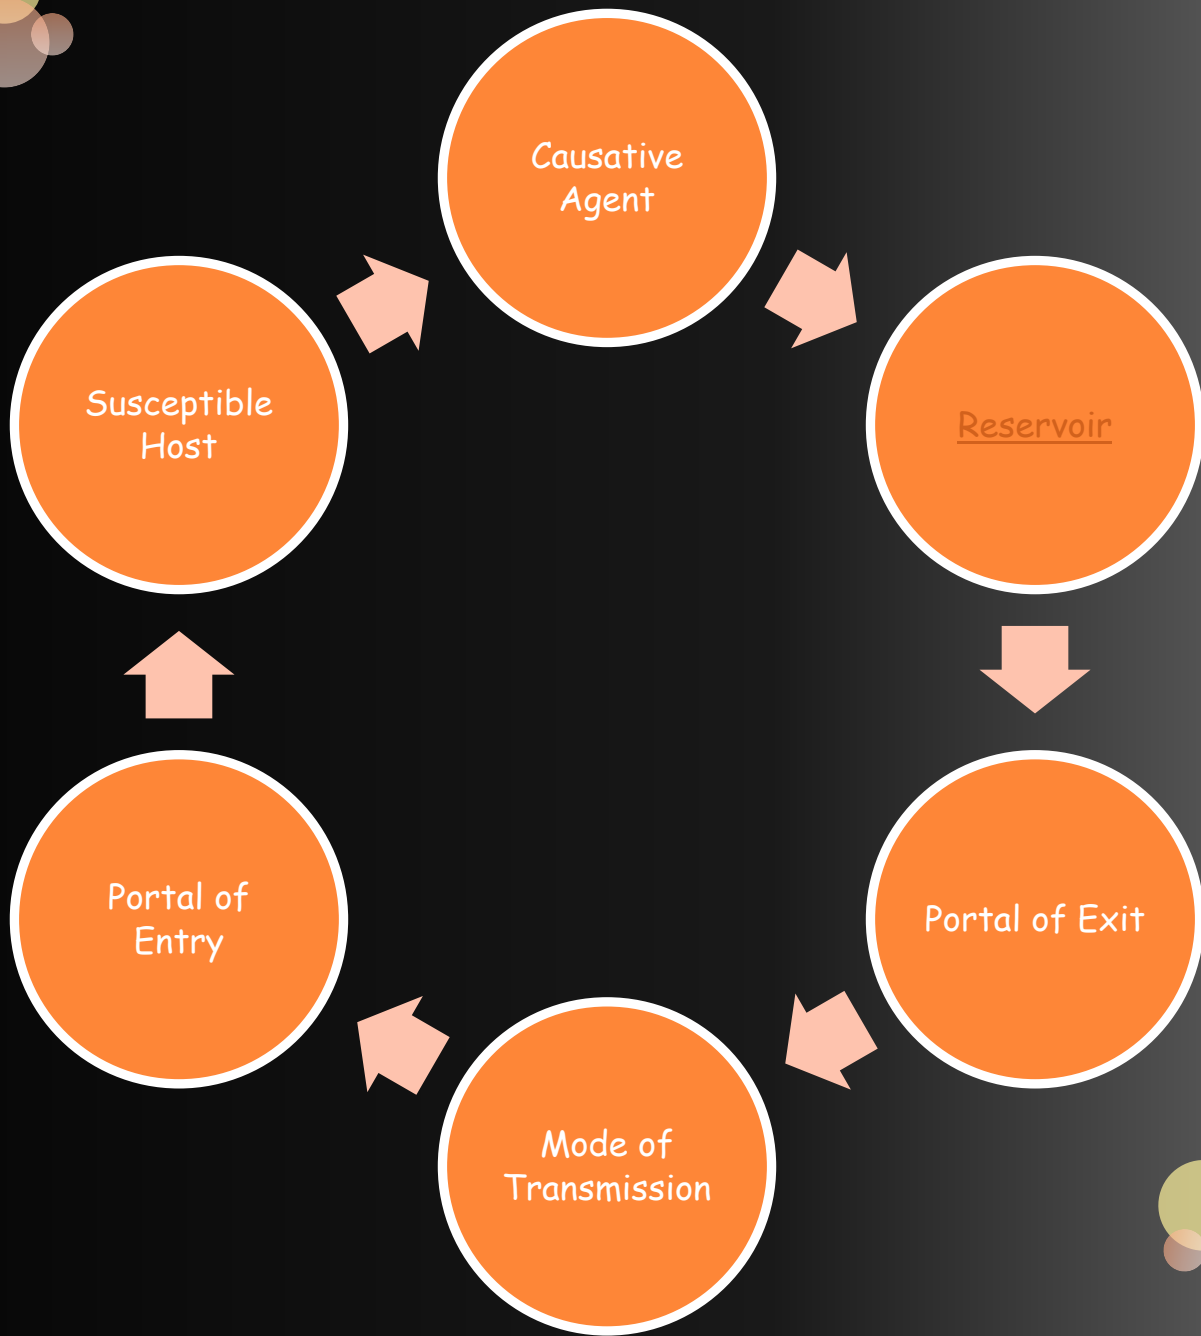 Causative
Agent
Reservoir
Portal of Exit
Mode of
Transmission
Portal of
Entry
Susceptible
Host